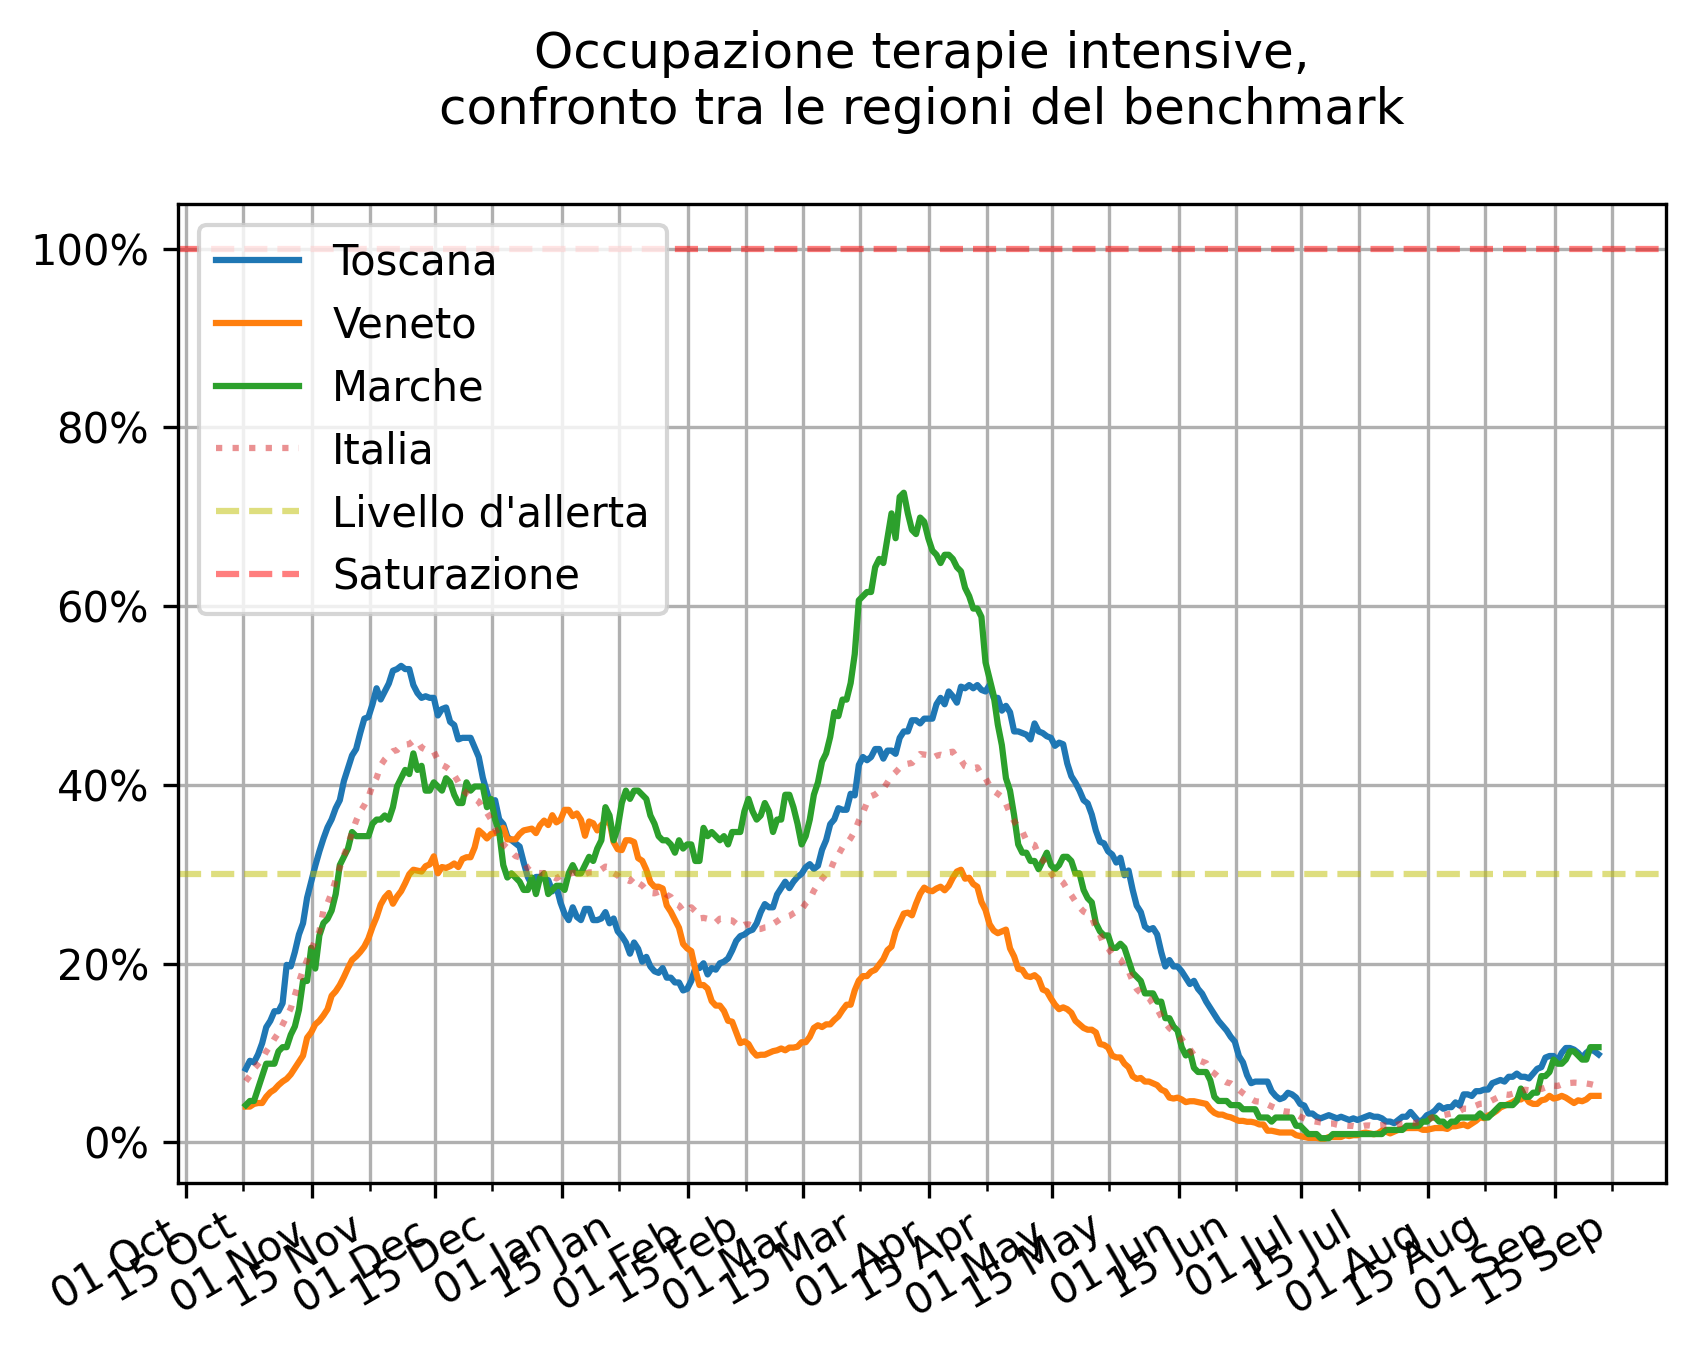 Occupazione terapie intensive,
confronto tra le regioni del benchmark
100%
80%
60%
40%
20%
0%
Toscana
Veneto
Marche
Italia
Livello d'allerta
Saturazione
01 Oct
15 Oct
01 Nov
15 Nov
01 Dec
15 Dec
01 Jan
15 Jan
01 Feb
15 Feb
01 Mar
15 Mar
01 Apr
15 Apr
01 May
15 May
01 Jun
15 Jun
01 Jul
15 Jul
01 Aug
15 Aug
01 Sep
15 Sep